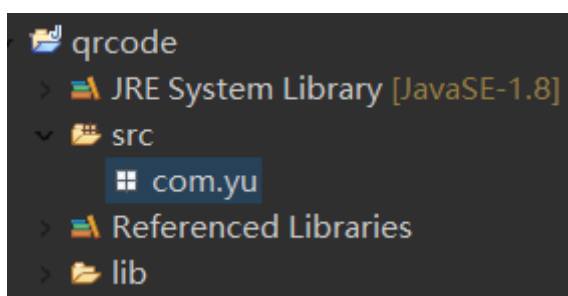 qrcode
JRE System Library [JavaSE-1.8]
src
com.yu
Referenced Libraries
lib